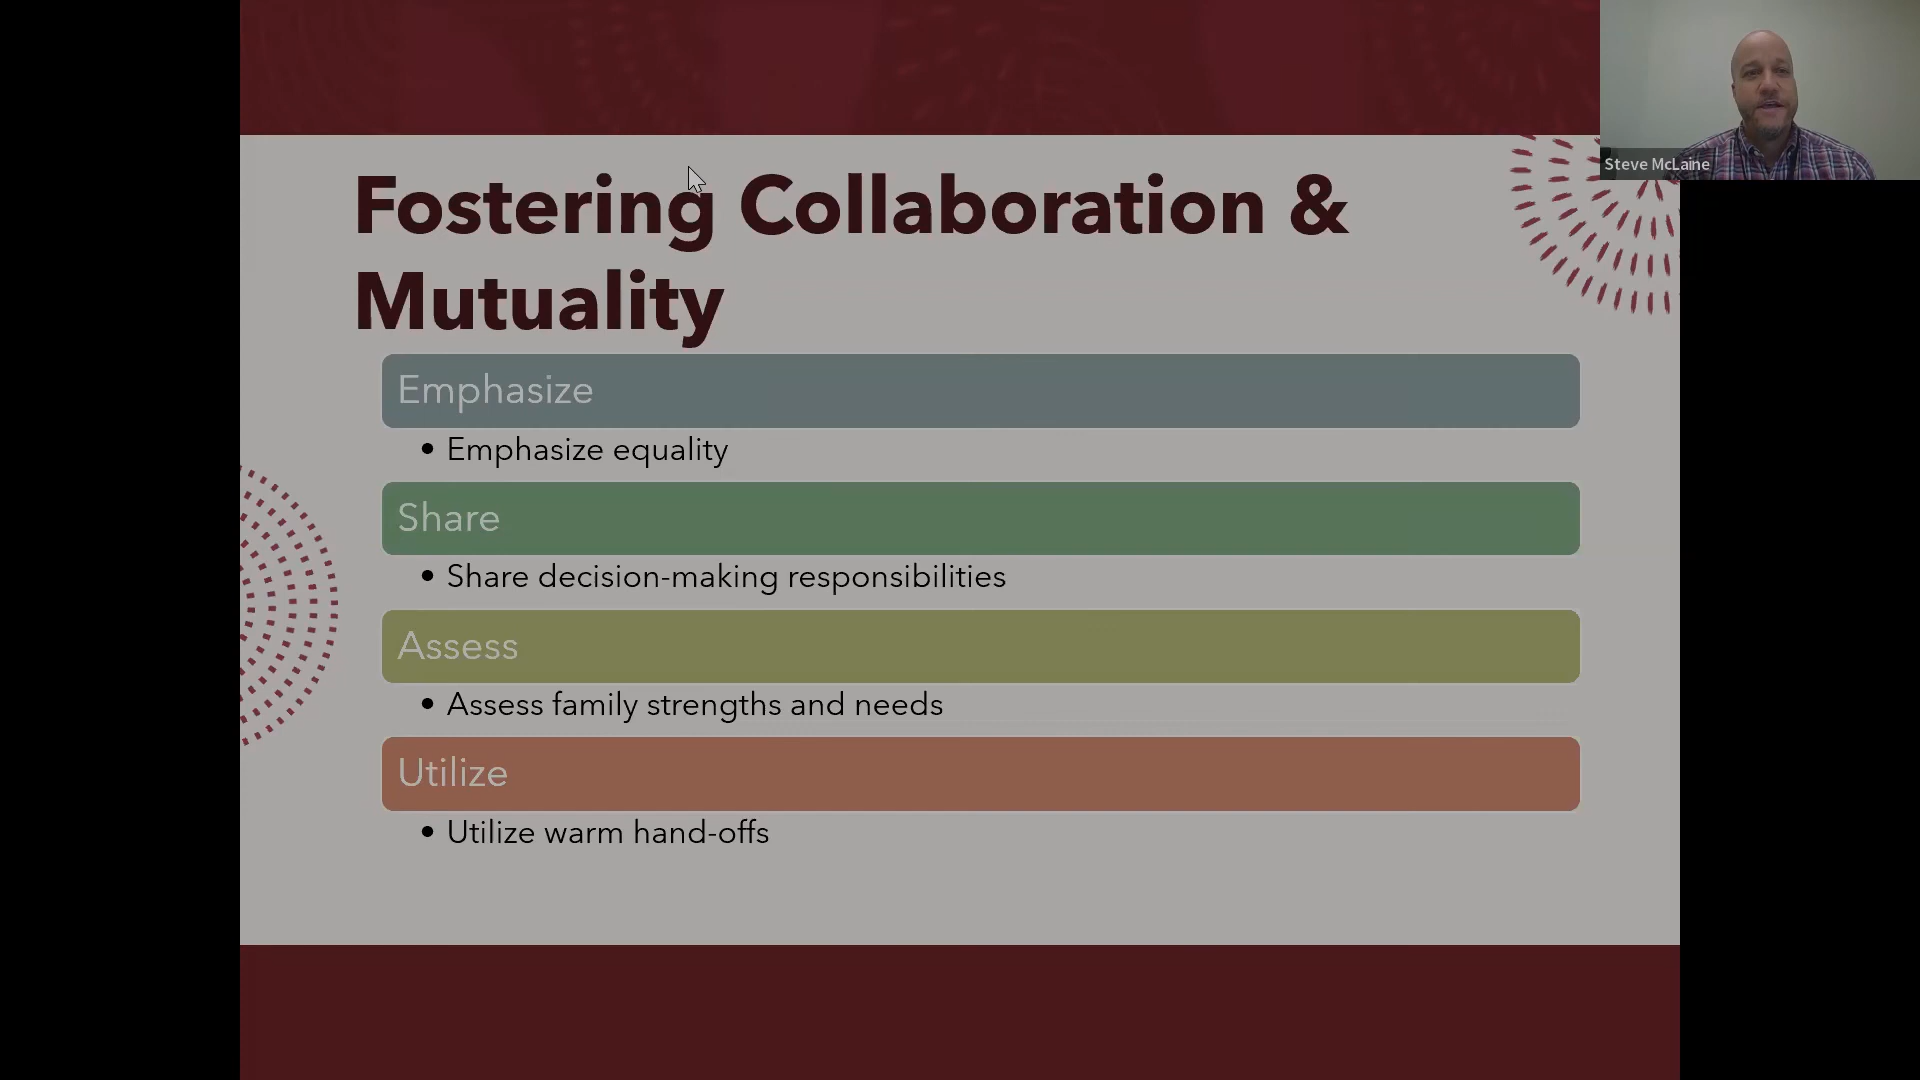 Fostering Collaboration &
Mutuality
Emphasize
• Emphasize equality
Share
• Share decision-making responsibilities
Assess
• Assess family strengths and needs
Utilize
• Utilize warm hand-offs
Steve McLaine